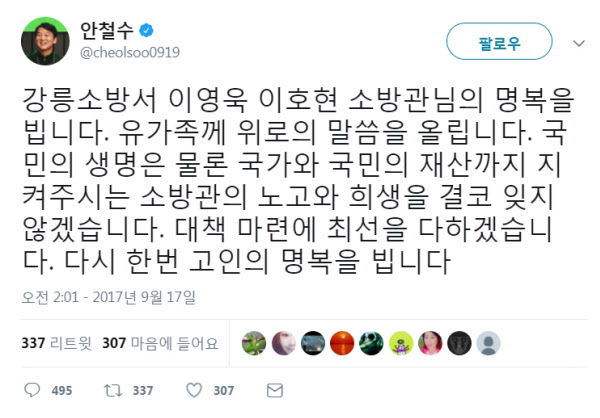 안철수
@cheolsoo0919
팔로우
강릉소방서 이영욱 이호현 소방관님의 명복을
빕니다. 유가족께 위로의 말씀을 올립니다. 국
민의 생명은 물론 국가와 국민의 재산까지 지
켜주시는 소방관의 노고와 희생을 결코 잊지
않겠습니다. 대책 마련에 최선을 다하겠습니
다. 다시 한번 고인의 명복을 빕니다
오전 2:01 - 2017년 9월 17일
337 리트윗 307 마음에 들어요
495 337 307